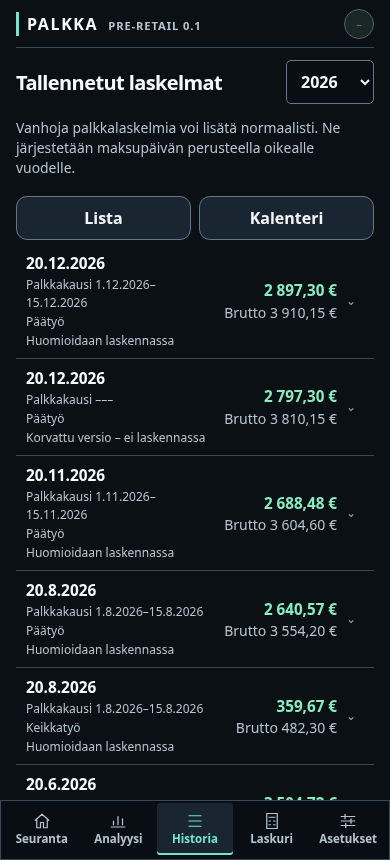 PALKKA PRE-RETAIL 0.1
–
Tallennetut laskelmat
2026
Vanhoja palkkalaskelmia voi lisätä normaalisti. Ne
järjestetään maksupäivän perusteella oikealle
vuodelle.
Lista
Kalenteri
20.12.2026
Palkkakausi 1.12.2026–
15.12.2026
Päätyö
Huomioidaan laskennassa
2 897,30 €
Brutto 3 910,15 €
20.12.2026
Palkkakausi –––
Päätyö
Korvattu versio – ei laskennassa
2 797,30 €
Brutto 3 810,15 €
20.11.2026
Palkkakausi 1.11.2026–
15.11.2026
Päätyö
Huomioidaan laskennassa
2 688,48 €
Brutto 3 604,60 €
20.8.2026
Palkkakausi 1.8.2026–15.8.2026
Päätyö
Huomioidaan laskennassa
2 640,57 €
Brutto 3 554,20 €
20.8.2026
Palkkakausi 1.8.2026–15.8.2026
Keikkatyö
Huomioidaan laskennassa
359,67 €
Brutto 482,30 €
20.6.2026
Seuranta
Analyysi
Historia
Laskuri
Asetukset